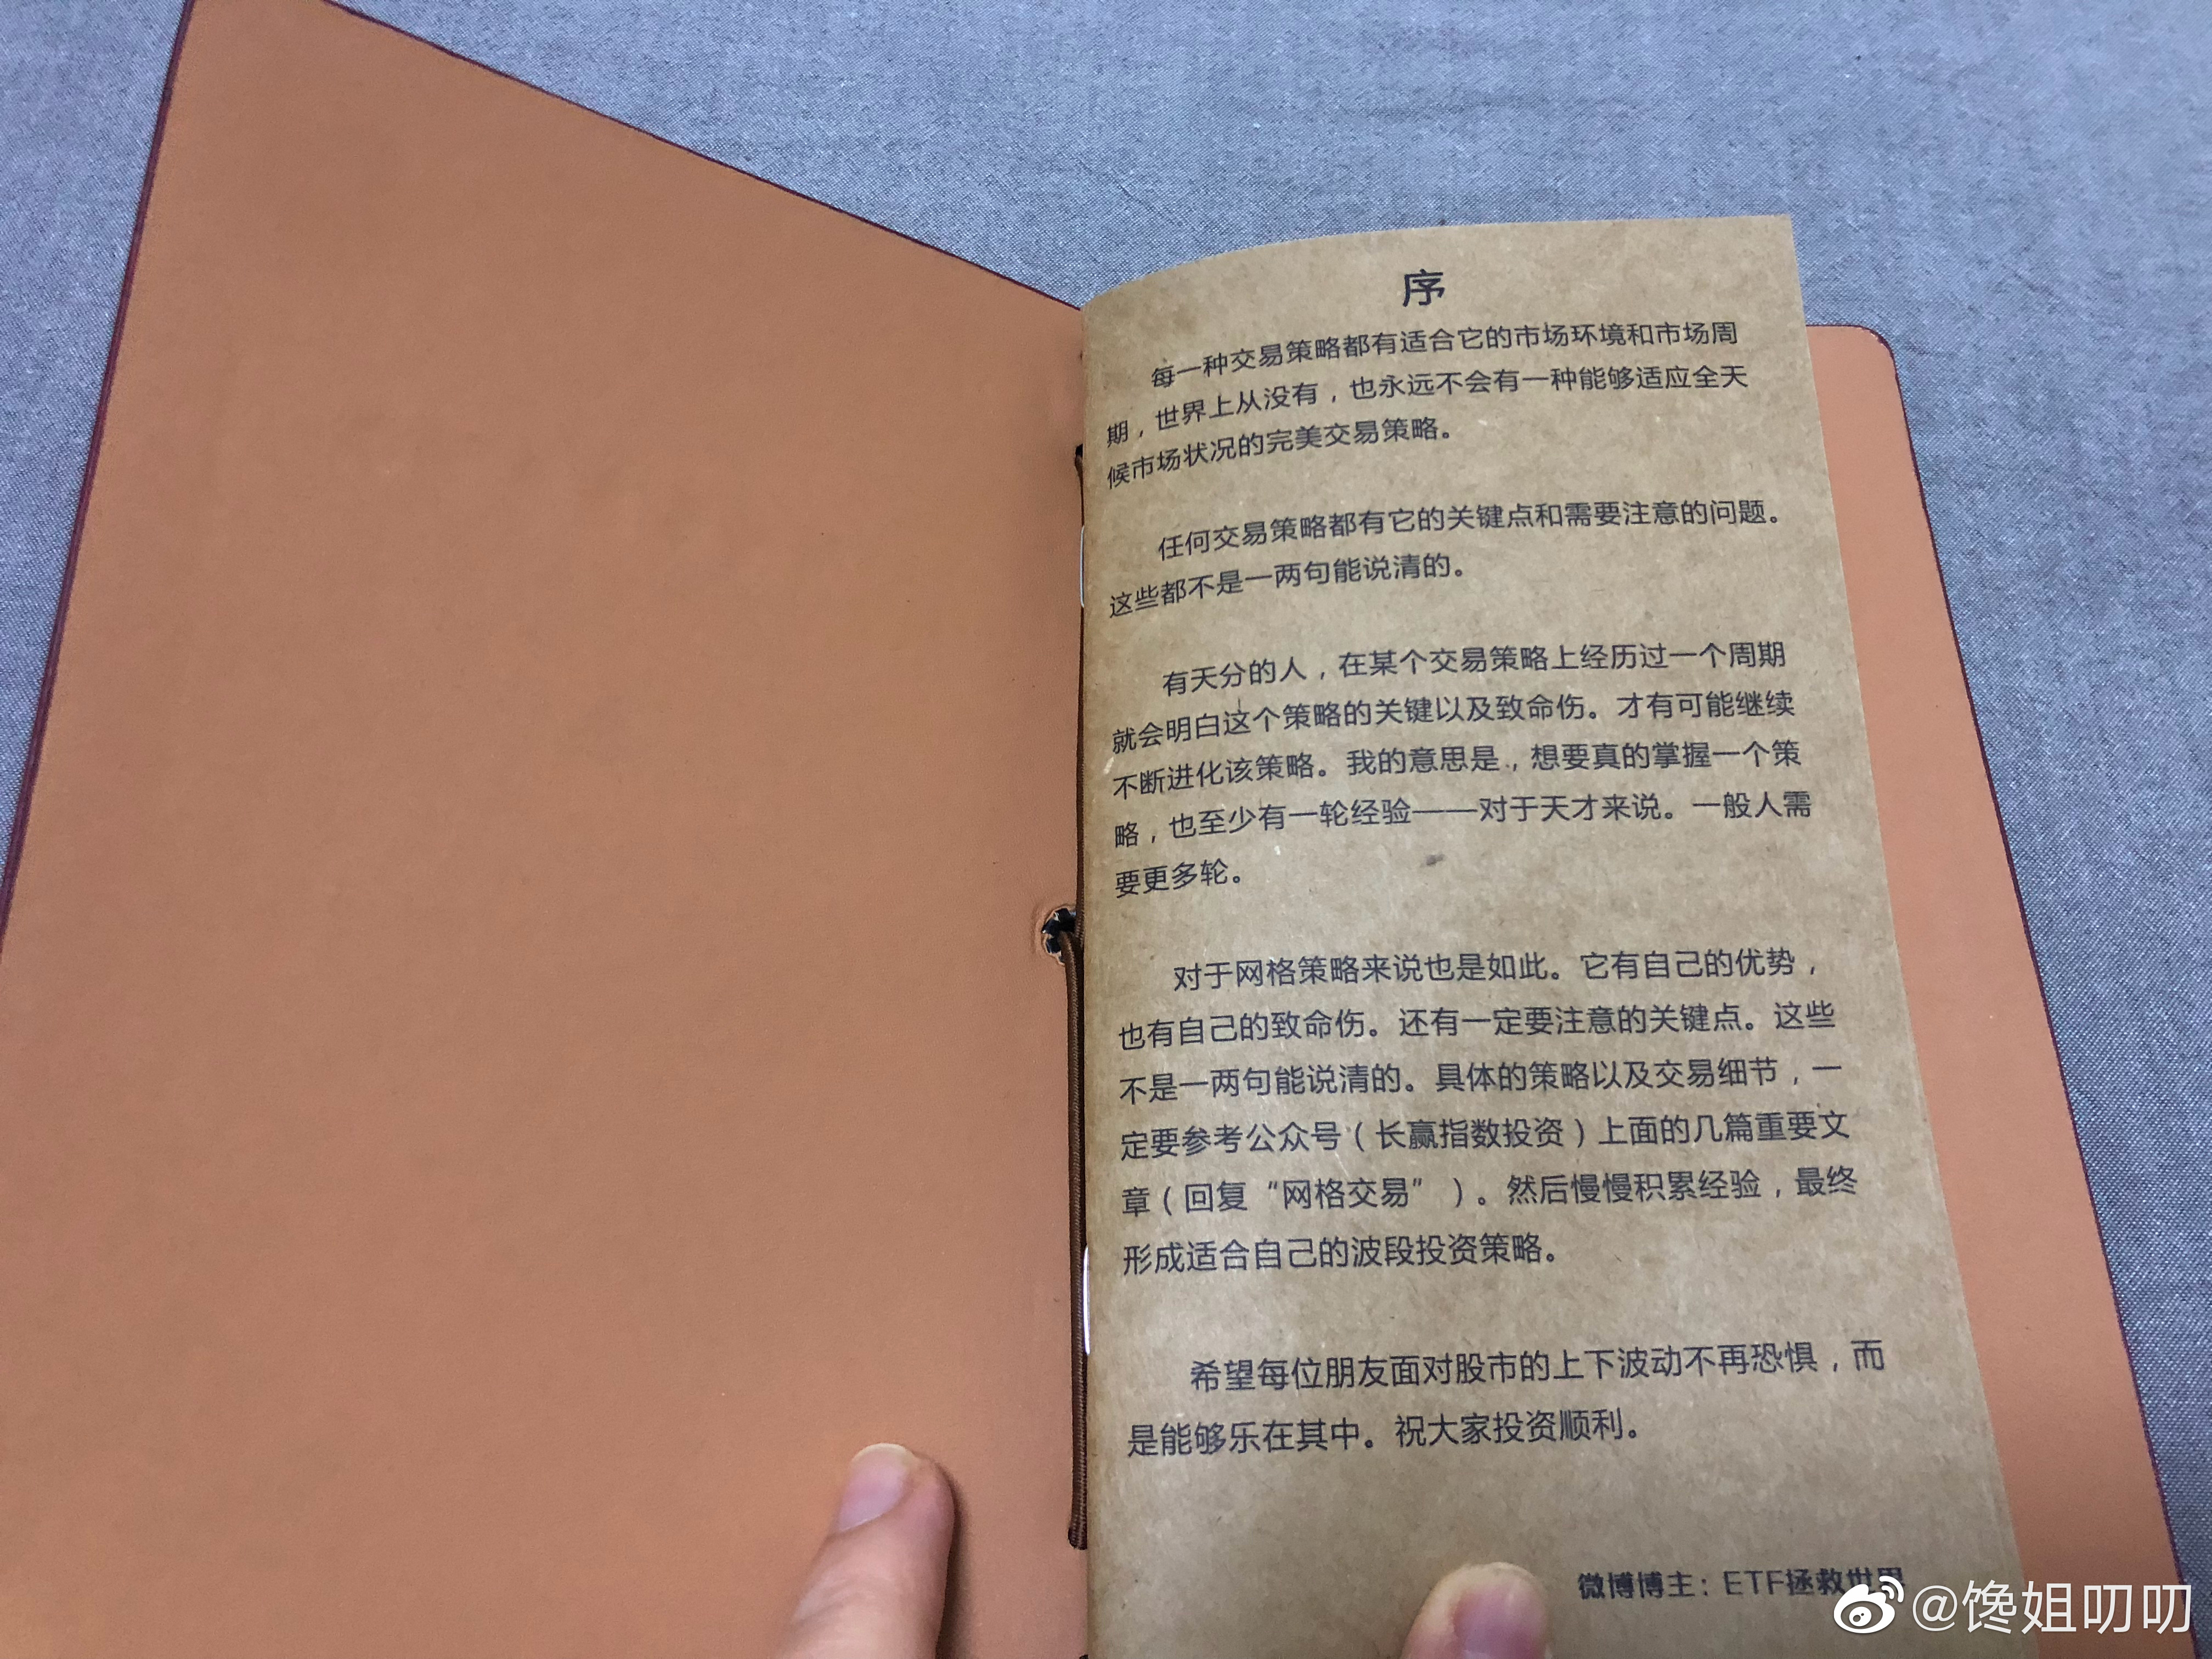 序
每一种交易策略都有适合它的市场环境和市场周
期，世界上从没有，也永远不会有一种能够适应全天
候市场状况的完美交易策略。
任何交易策略都有它的关键点和需要注意的问题。
这些都不是一两句能说清的。
有天分的人，在某个交易策略上经历过一个周期
就会明白这个策略的关键以及致命伤。才有可能继续
不断进化该策略。我的意思是，想要真的掌握一个策
略，也至少有一轮经验——对于天才来说。一般人需
要更多轮。
对于网格策略来说也是如此。它有自己的优势，
也有自己的致命伤。还有一定要注意的关键点。这些
不是一两句能说清的。具体的策略以及交易细节，一
定要参考公众号（长赢指数投资）上面的几篇重要文
章（回复“网格交易”）。然后慢慢积累经验，最终
形成适合自己的波段投资策略。
希望每位朋友面对股市的上下波动不再恐惧，而
是能够乐在其中。祝大家投资顺利。
微博博主：ETF拯救世界
@馋姐叨叨